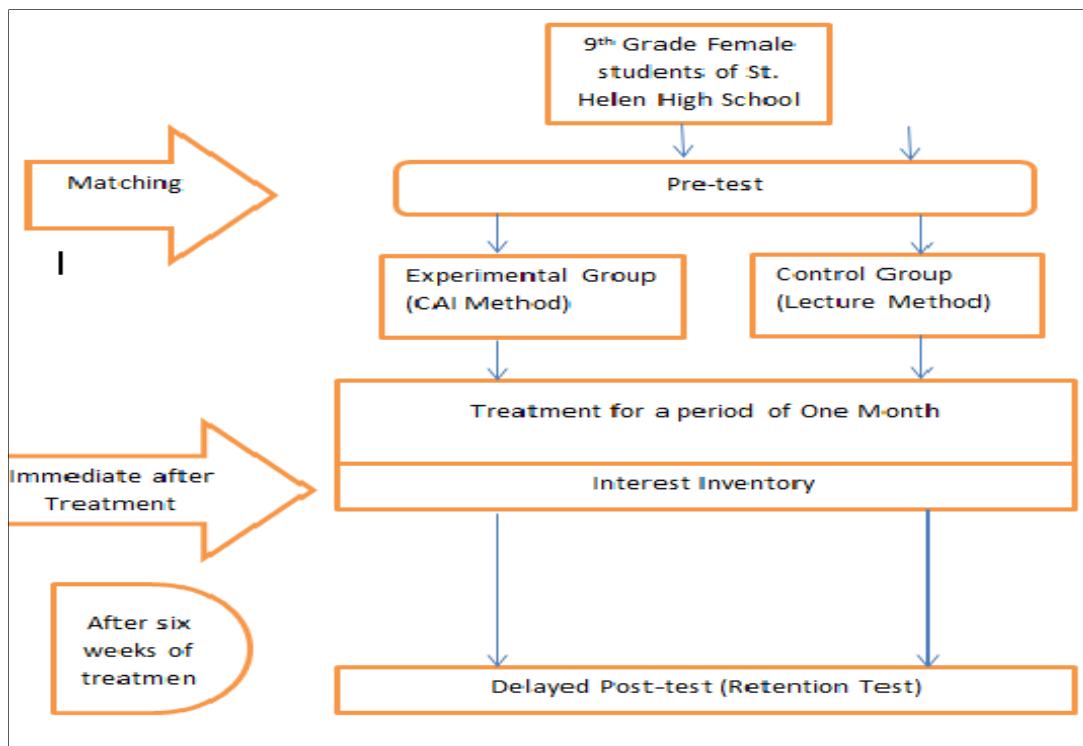 9th Grade Female
students of St.
Helen High School
Matching
Pre-test
I
Experimental Group
(CAI Method)
Control Group
(Lecture Method)
Treatment for a period of One Month
Immediate after
Treatment
Interest Inventory
After six
weeks of
treatmen
Delayed Post-test (Retention Test)